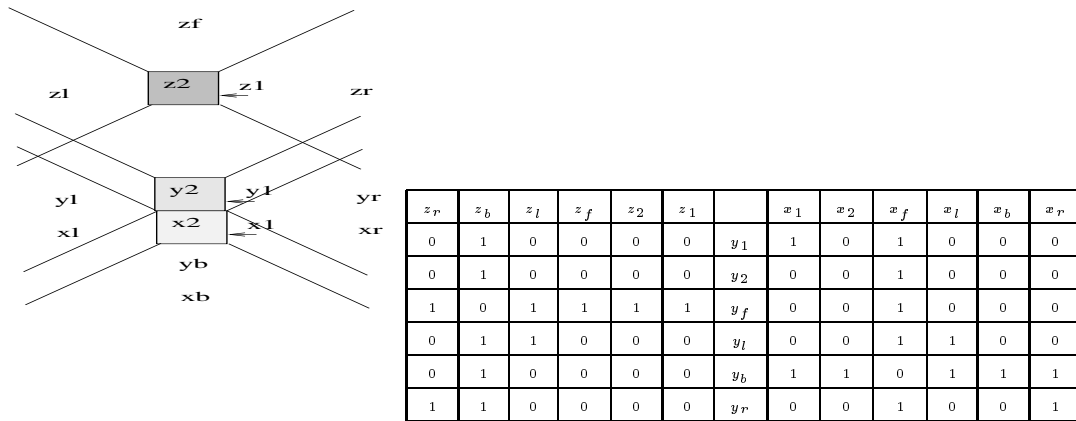 zf
z2 z1
zl zr
y2 y1
yl yr
x2 x1
xl xr
yb
xb
z_r z_b z_l z_f z_2 z_1 x_1 x_2 x_f x_l x_b x_r
0 1 0 0 0 0 y_1 1 0 1 0 0 0
0 1 0 0 0 0 y_2 0 0 1 0 0 0
1 0 1 1 1 1 y_f 0 0 1 0 0 0
0 1 1 0 0 0 y_l 0 0 1 1 0 0
0 1 0 0 0 0 y_b 1 1 0 1 1 1
1 1 0 0 0 0 y_r 0 0 1 0 0 1